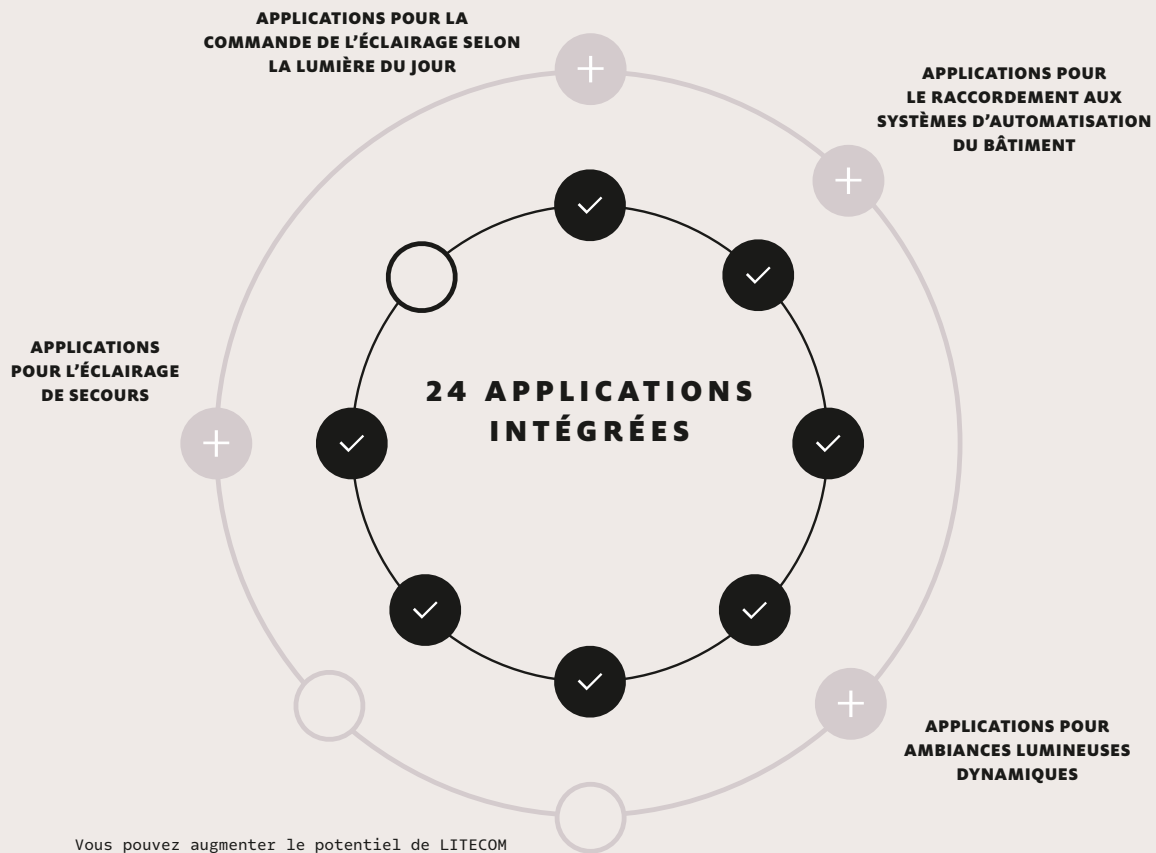 APPLICATIONS POUR LA
COMMANDE DE L’ÉCLAIRAGE SELON
LA LUMIÈRE DU JOUR
APPLICATIONS POUR
LE RACCORDEMENT AUX
SYSTÈMES D’AUTOMATISATION
DU BÂTIMENT
APPLICATIONS
POUR L’ÉCLAIRAGE
DE SECOURS
24 APPLICATIONS
INTÉGRÉES
APPLICATIONS POUR
AMBIANCES LUMINEUSES
DYNAMIQUES
Vous pouvez augmenter le potentiel de LITECOM